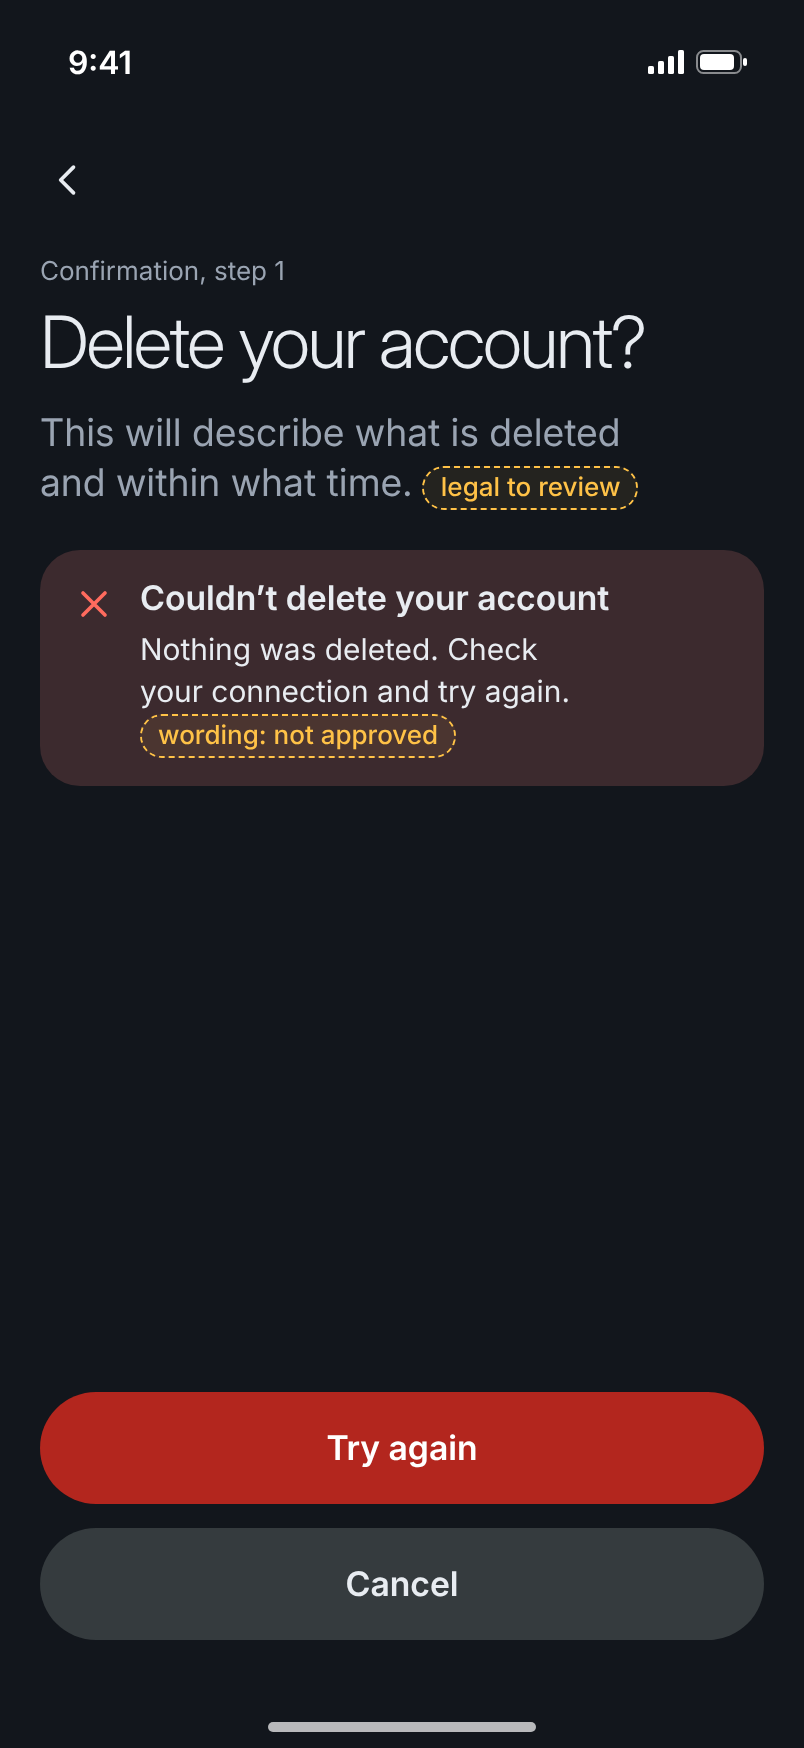 9:41
Confirmation, step 1
Delete your account?
This will describe what is deleted
and within what time. legal to review
Couldn’t delete your account
Nothing was deleted. Check
your connection and try again.
wording: not approved
Try again
Cancel